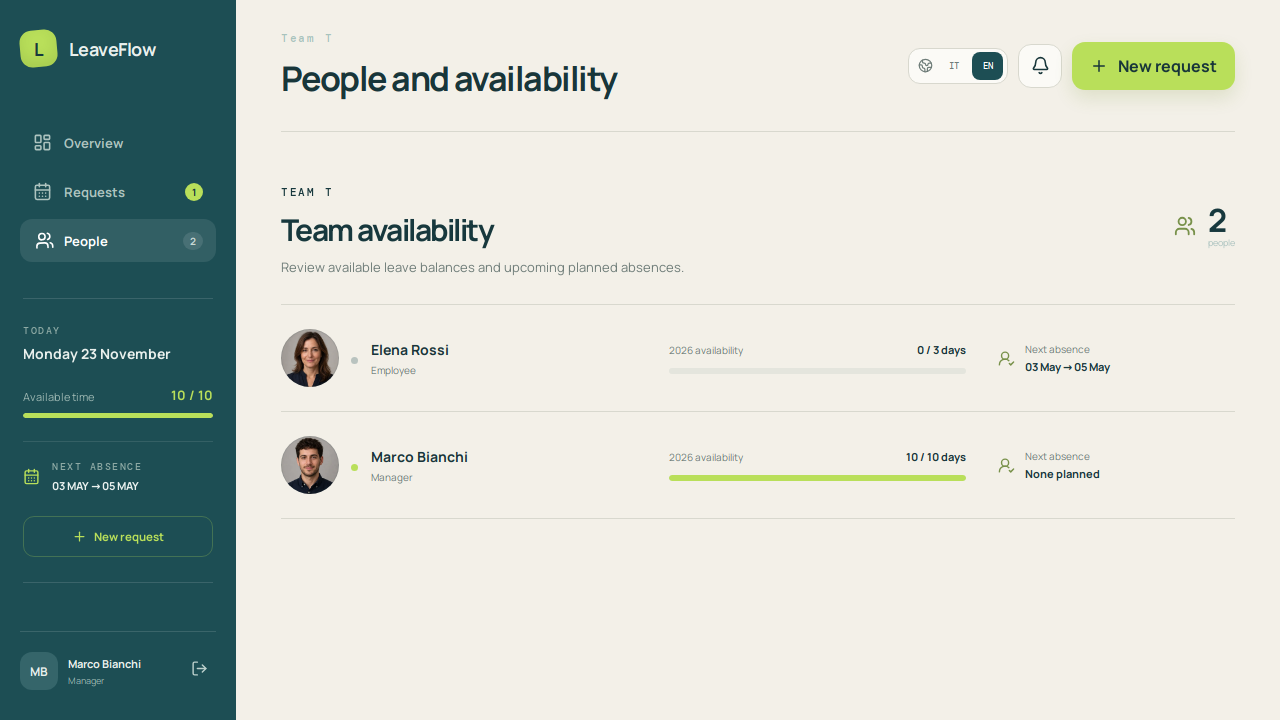 L
LeaveFlow
Overview
Requests
1
People
2
TODAY
Monday 23 November
Available time
10 / 10
NEXT ABSENCE
03 MAY → 05 MAY
+ New request
MB
Marco Bianchi
Manager
Team T
People and availability
IT
EN
+ New request
TEAM T
Team availability
Review available leave balances and upcoming planned absences.
2
people
Elena Rossi
Employee
2026 availability
0 / 3 days
Next absence
03 May → 05 May
Marco Bianchi
Manager
2026 availability
10 / 10 days
Next absence
None planned